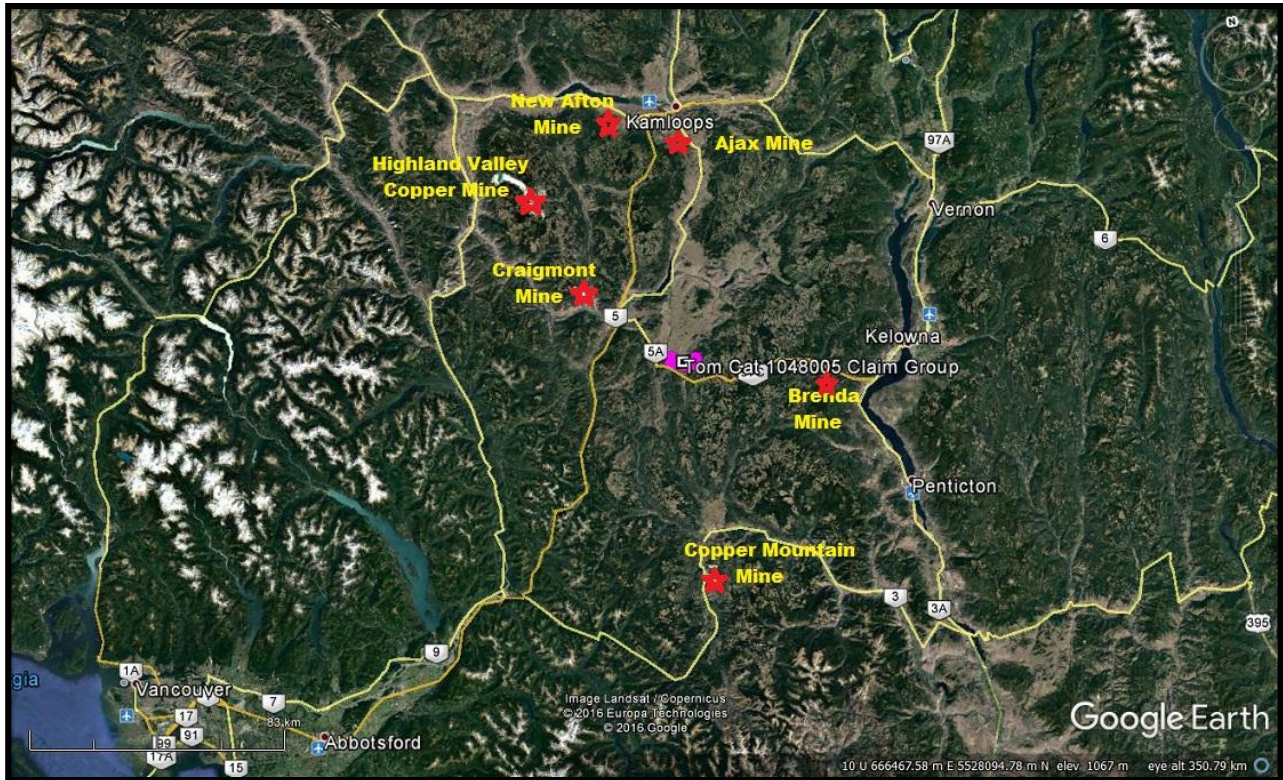 N
New Afton
Mine
Kamloops
Ajax Mine
97A
Highland Valley
Copper Mine
Vernon
6
Craigmont
Mine
5
Kelowna
5A
Tom Cat 1048005 Claim Group
Brenda
Mine
Penticton
Copper Mountain
Mine
3
3A
395
9
gia
1A
Vancouver
7
17
83 km
91
99
17A
Abbotsford
15
Image Landsat / Copernicus
© 2016 Europa Technologies
© 2016 Google
Google Earth
10 U 666467.58 m E 5528094.78 m N elev 1067 m eye alt 350.79 km